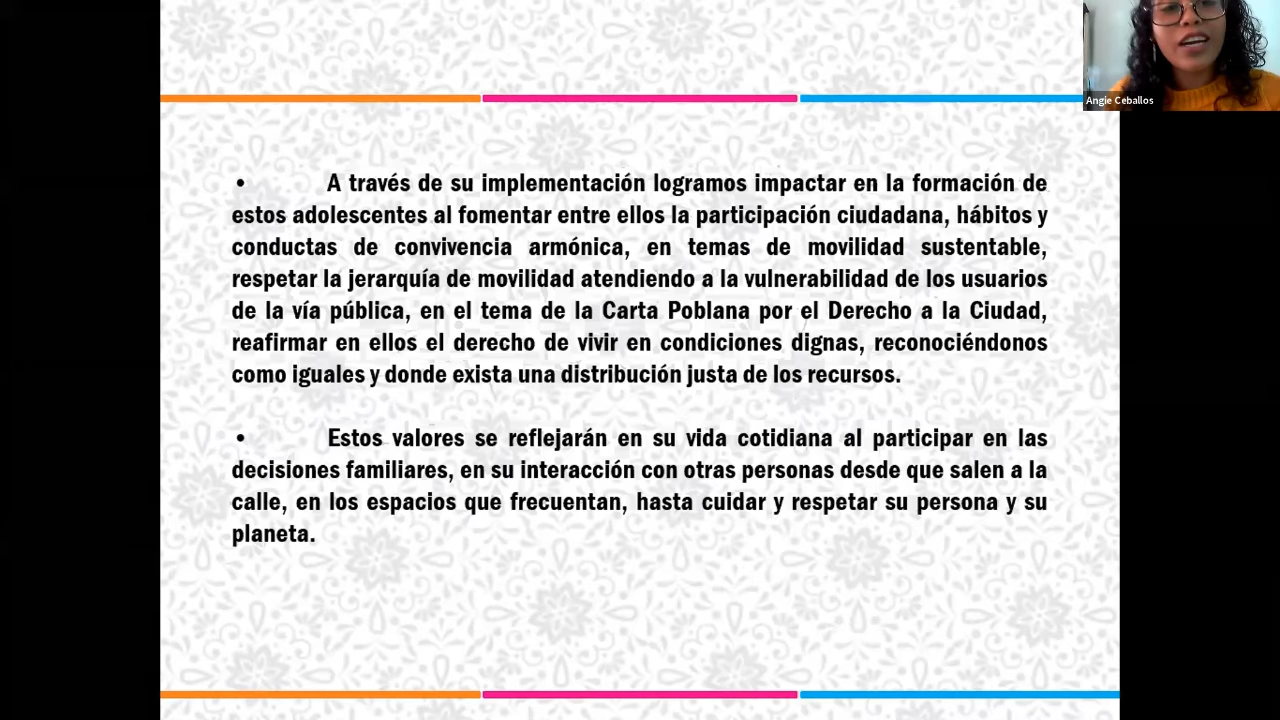 Angie Ceballos
• A través de su implementación logramos impactar en la formación de
estos adolescentes al fomentar entre ellos la participación ciudadana, hábitos y
conductas de convivencia armónica, en temas de movilidad sustentable,
respetar la jerarquía de movilidad atendiendo a la vulnerabilidad de los usuarios
de la vía pública, en el tema de la Carta Poblana por el Derecho a la Ciudad,
reafirmar en ellos el derecho de vivir en condiciones dignas, reconociéndonos
como iguales y donde exista una distribución justa de los recursos.
• Estos valores se reflejarán en su vida cotidiana al participar en las
decisiones familiares, en su interacción con otras personas desde que salen a la
calle, en los espacios que frecuentan, hasta cuidar y respetar su persona y su
planeta.